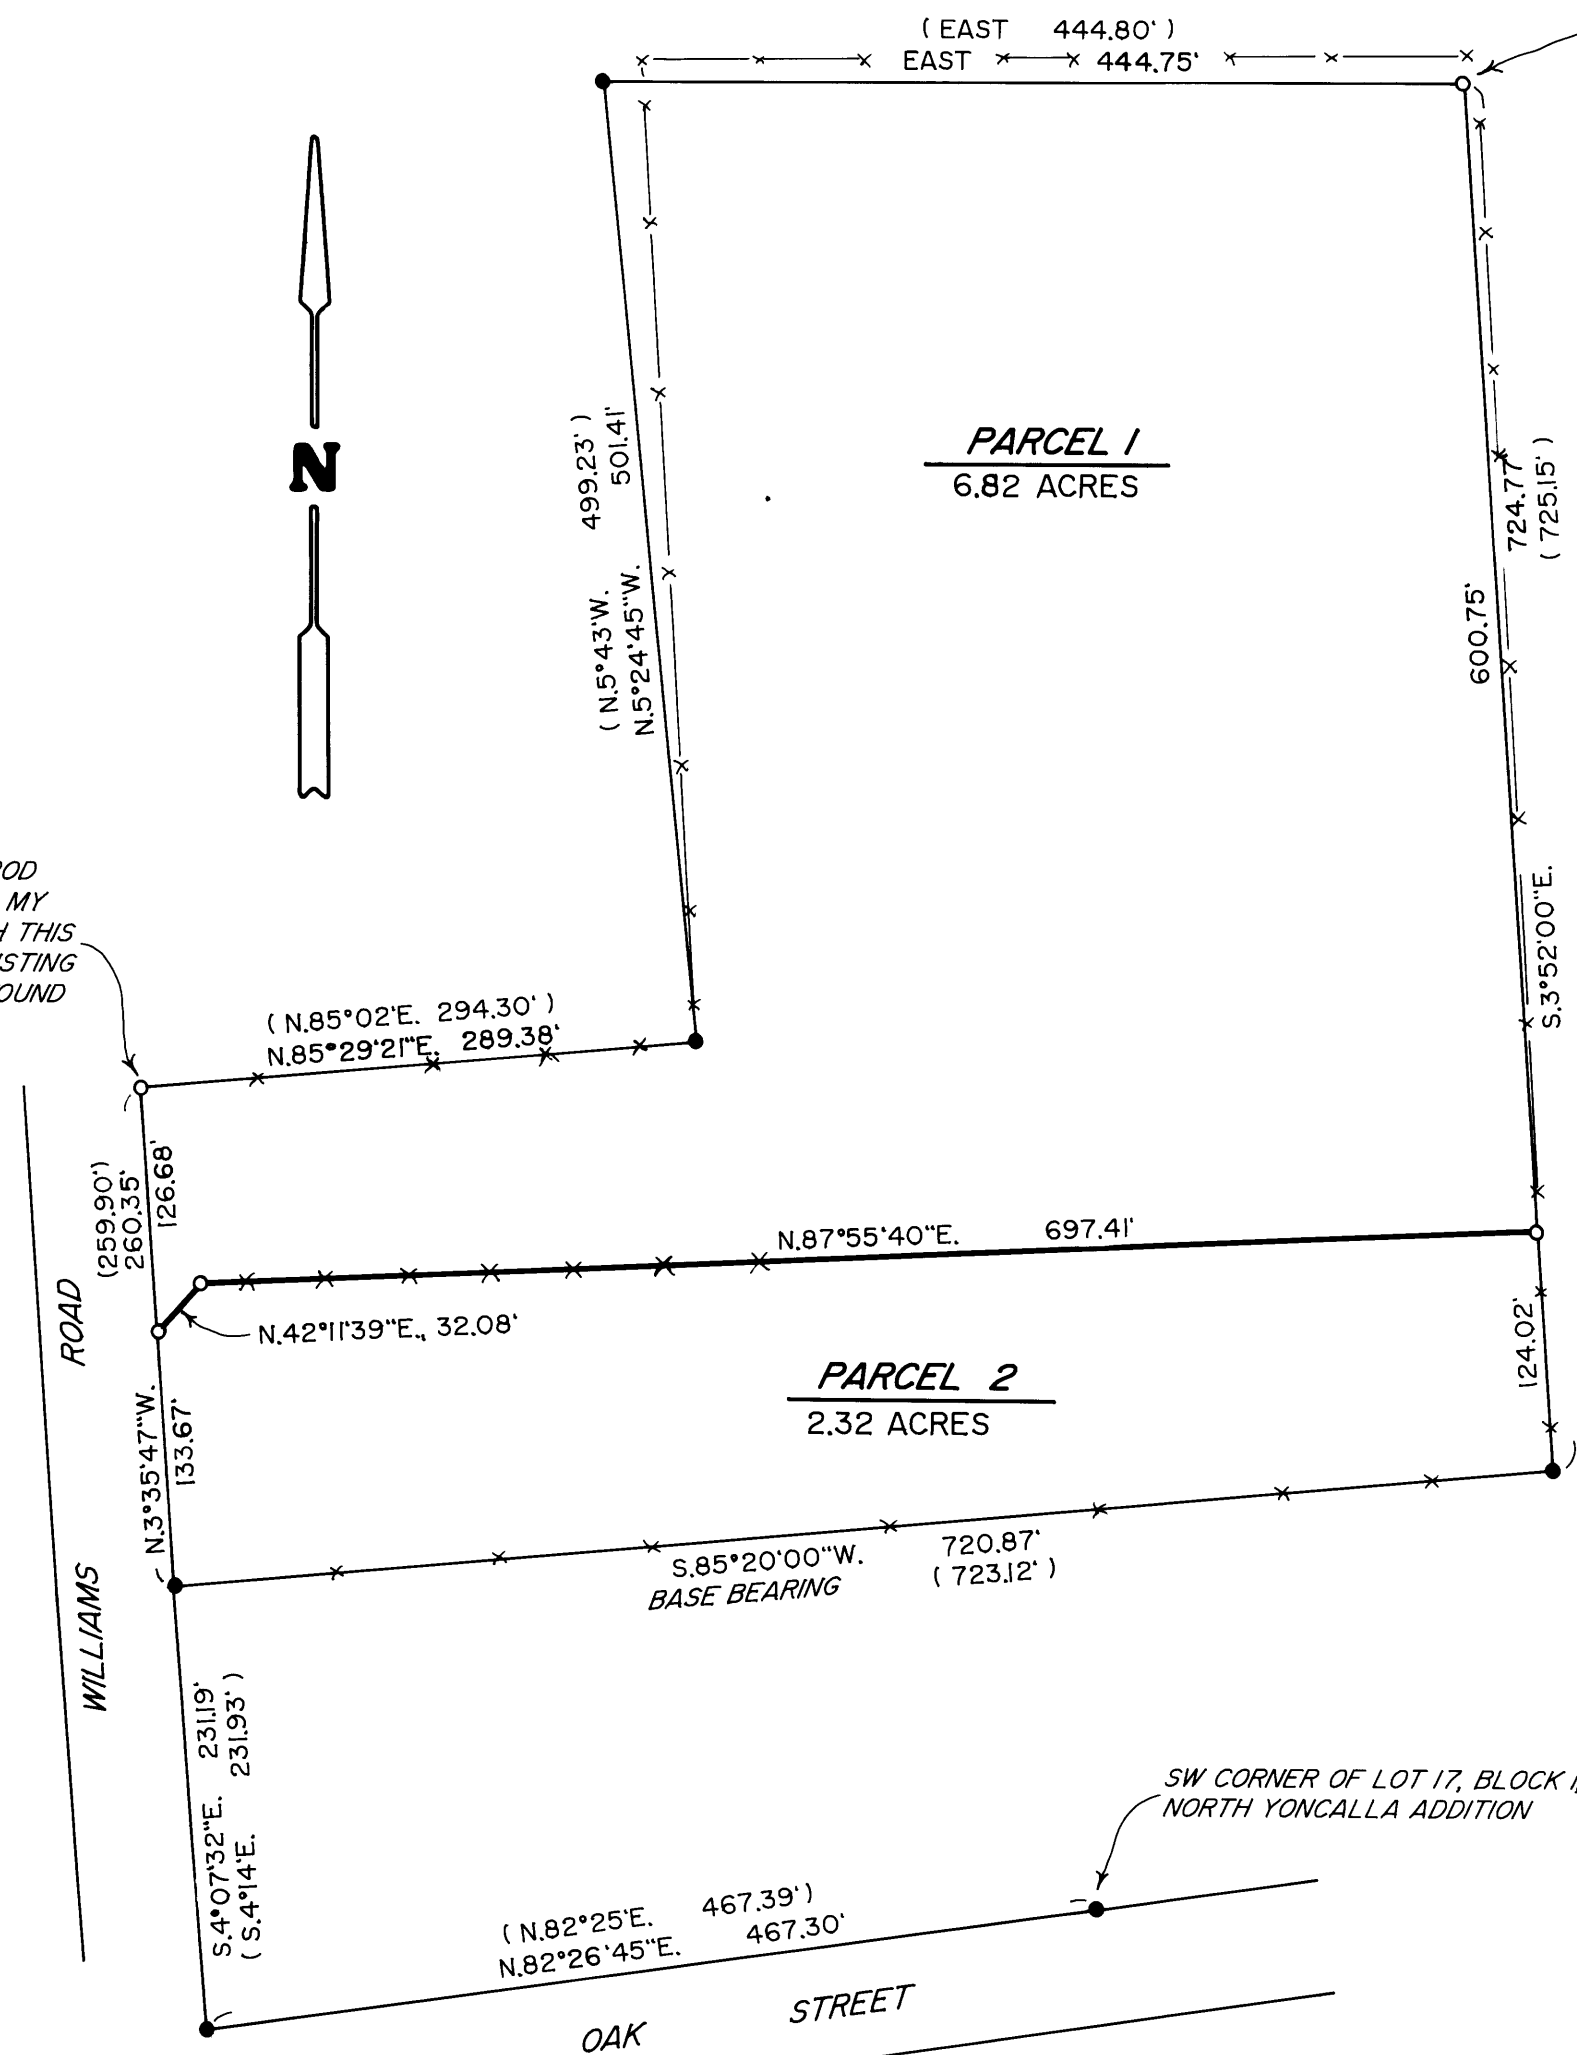 ( EAST 444.80' )
EAST 444.75'
N
PARCEL 1
6.82 ACRES
( N.5°43'W. 499.23' )
N.5°24'45"W. 501.41'
724.77
( 725.15' )
600.75'
S.3°52'00"E.
ROD
MY
H THIS
ISTING
OUND
( N.85°02'E. 294.30' )
N.85°29'21"E. 289.38'
(259.90')
260.35'
126.68'
N.87°55'40"E. 697.41'
N.42°11'39"E., 32.08'
124.02'
PARCEL 2
2.32 ACRES
N.3°35'47"W.
133.67'
S.85°20'00"W. 720.87'
BASE BEARING ( 723.12' )
WILLIAMS ROAD
S.4°07'32"E. 231.19'
( S.4°14'E. 231.93' )
SW CORNER OF LOT 17, BLOCK
NORTH YONCALLA ADDITION
( N.82°25'E. 467.39' )
N.82°26'45"E. 467.30'
OAK STREET